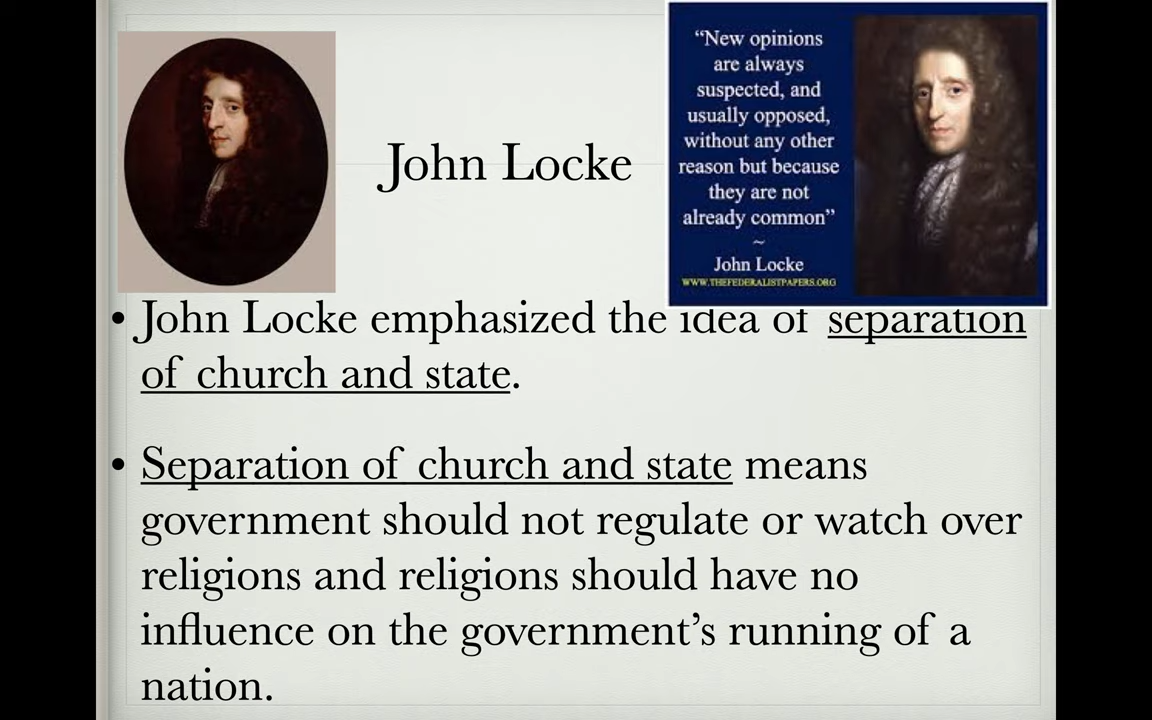 John Locke
“New opinions
are always
suspected, and
usually opposed,
without any other
reason but because
they are not
already common”
~
John Locke
WWW.THEFEDERALISTPAPERS.ORG
• John Locke emphasized the idea of separation
of church and state.
• Separation of church and state means
government should not regulate or watch over
religions and religions should have no
influence on the government’s running of a
nation.